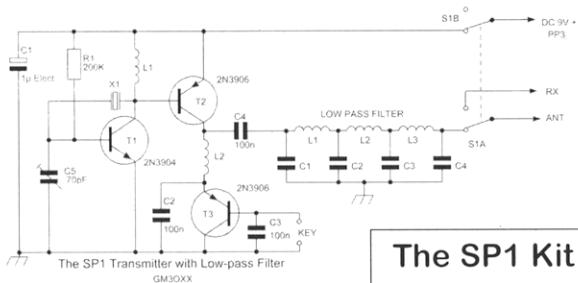 S1B
DC 9V +
PP3
C1
1µ Elect
R1
200K
L1
2N3906
X1
T2
RX
C4
100n
LOW PASS FILTER
L1
L2
L3
ANT
S1A
T1
2N3904
C5
70pF
L2
C1
C2
C3
C4
2N3906
C2
100n
T3
C3
100n
KEY
The SP1 Transmitter with Low-pass Filter
GM3OXX
The SP1 Kit